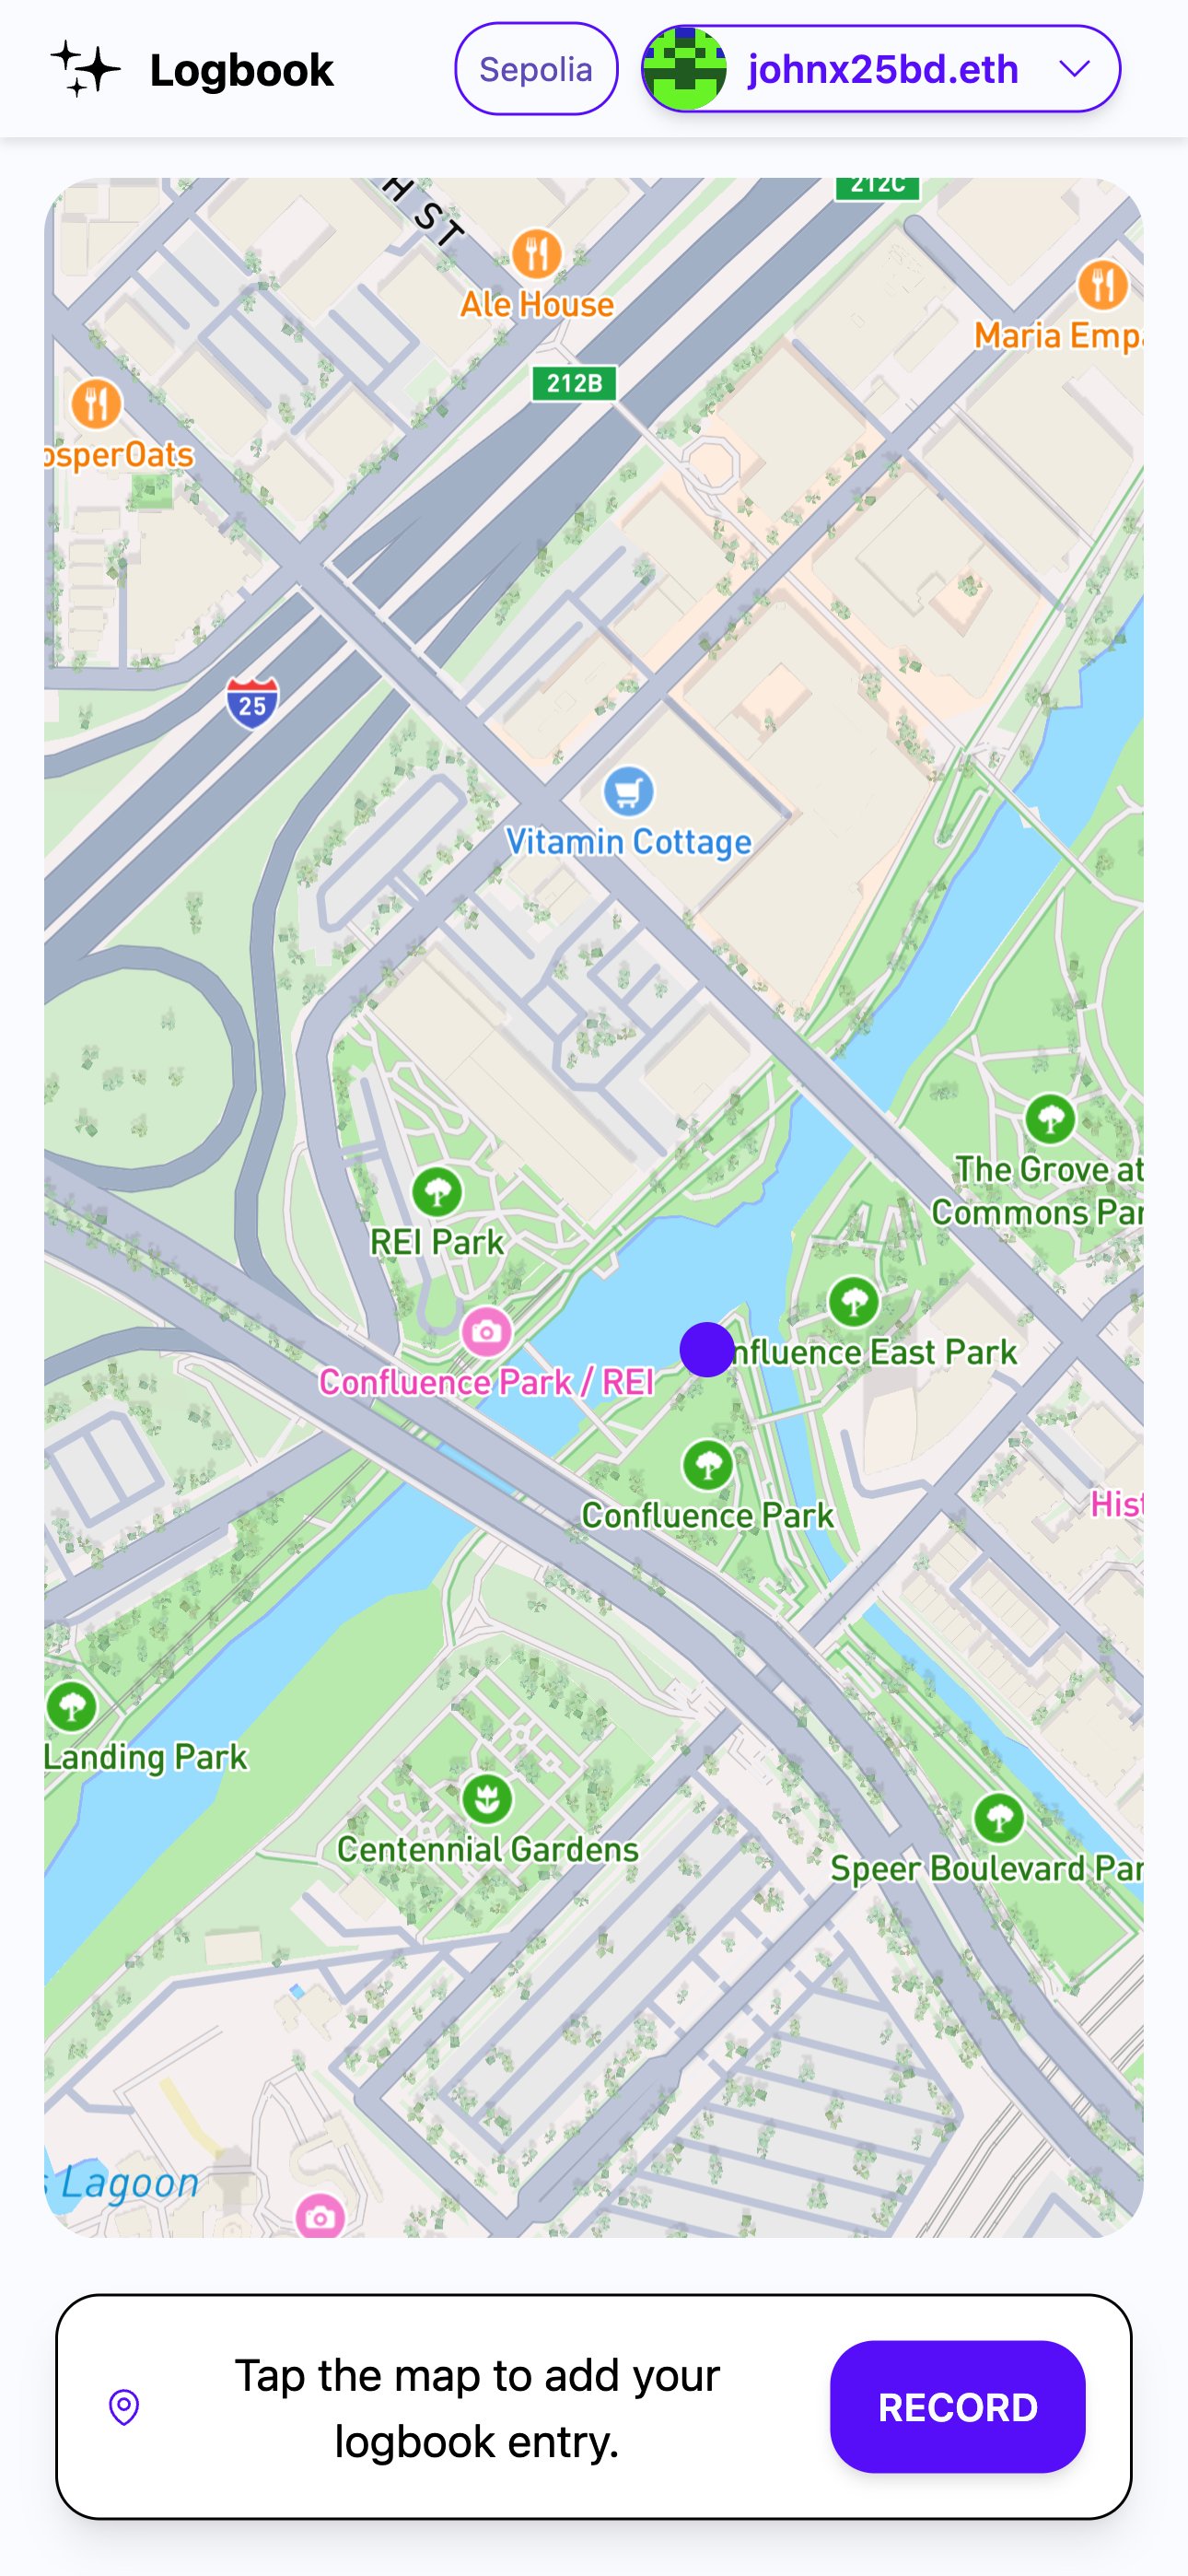 Logbook
Sepolia
johnx25bd.eth
H ST
212C
Ale House
Maria Empa
212B
osperOats
25
Vitamin Cottage
The Grove at
Commons Par
REI Park
nfluence East Park
Confluence Park / REI
Confluence Park
Hist
Landing Park
Centennial Gardens
Speer Boulevard Par
s Lagoon
Tap the map to add your
logbook entry.
RECORD